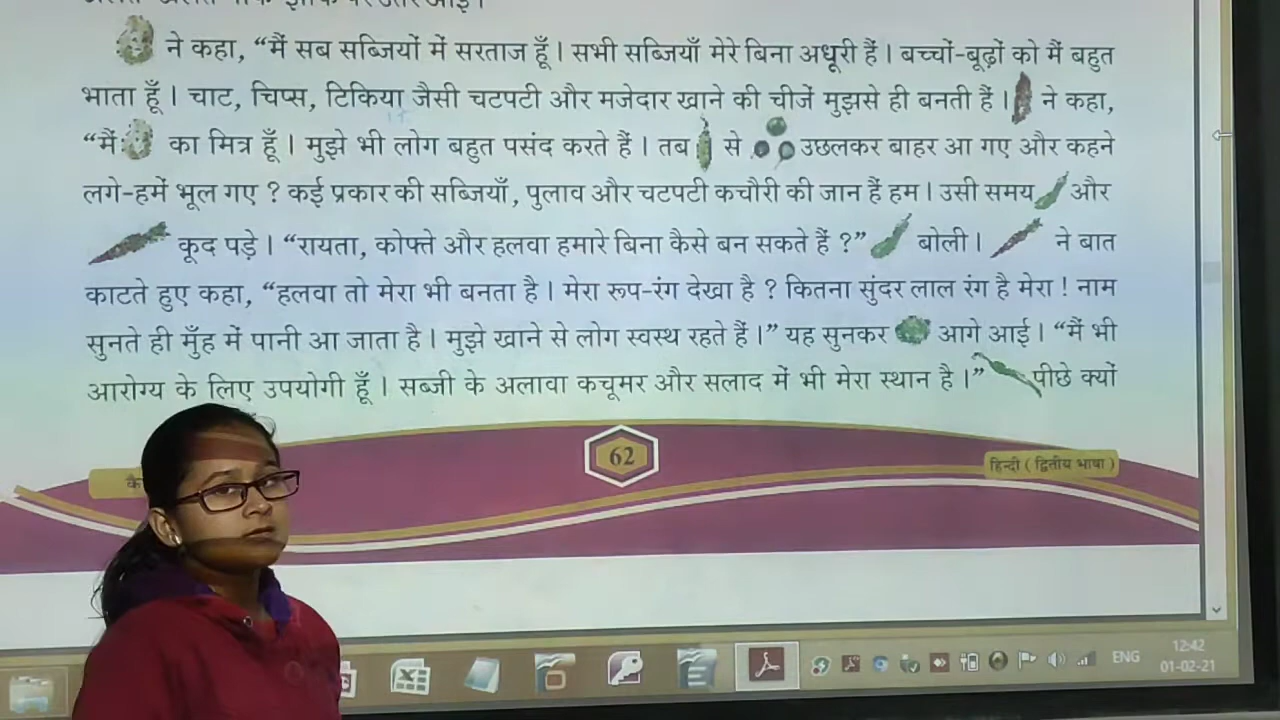 ने कहा, “मैं सब सब्जियों में सरताज हूँ। सभी सब्जियाँ मेरे बिना अधूरी हैं। बच्चों-बूढ़ों को मैं बहुत
भाता हूँ। चाट, चिप्स, टिकिया जैसी चटपटी और मजेदार खाने की चीजें मुझसे ही बनती हैं। ने कहा,
“मैं का मित्र हूँ। मुझे भी लोग बहुत पसंद करते हैं। तब से उछलकर बाहर आ गए और कहने
लगे-हमें भूल गए ? कई प्रकार की सब्जियाँ, पुलाव और चटपटी कचौरी की जान हैं हम। उसी समय और
कूद पड़े। “रायता, कोफ्ते और हलवा हमारे बिना कैसे बन सकते हैं ?” बोली। ने बात
काटते हुए कहा, “हलवा तो मेरा भी बनता है। मेरा रूप-रंग देखा है ? कितना सुंदर लाल रंग है मेरा ! नाम
सुनते ही मुँह में पानी आ जाता है। मुझे खाने से लोग स्वस्थ रहते हैं।” यह सुनकर आगे आई। “मैं भी
आरोग्य के लिए उपयोगी हूँ। सब्जी के अलावा कचूमर और सलाद में भी मेरा स्थान है।” पीछे क्यों
62
हिन्दी (द्वितीय भाषा)
ENG
12:42
01-02-21